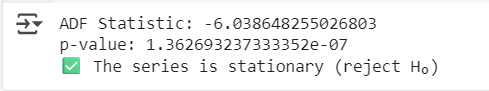 ADF Statistic: -6.038648255026803
p-value: 1.362693237333352e-07
✅ The series is stationary (reject H₀)